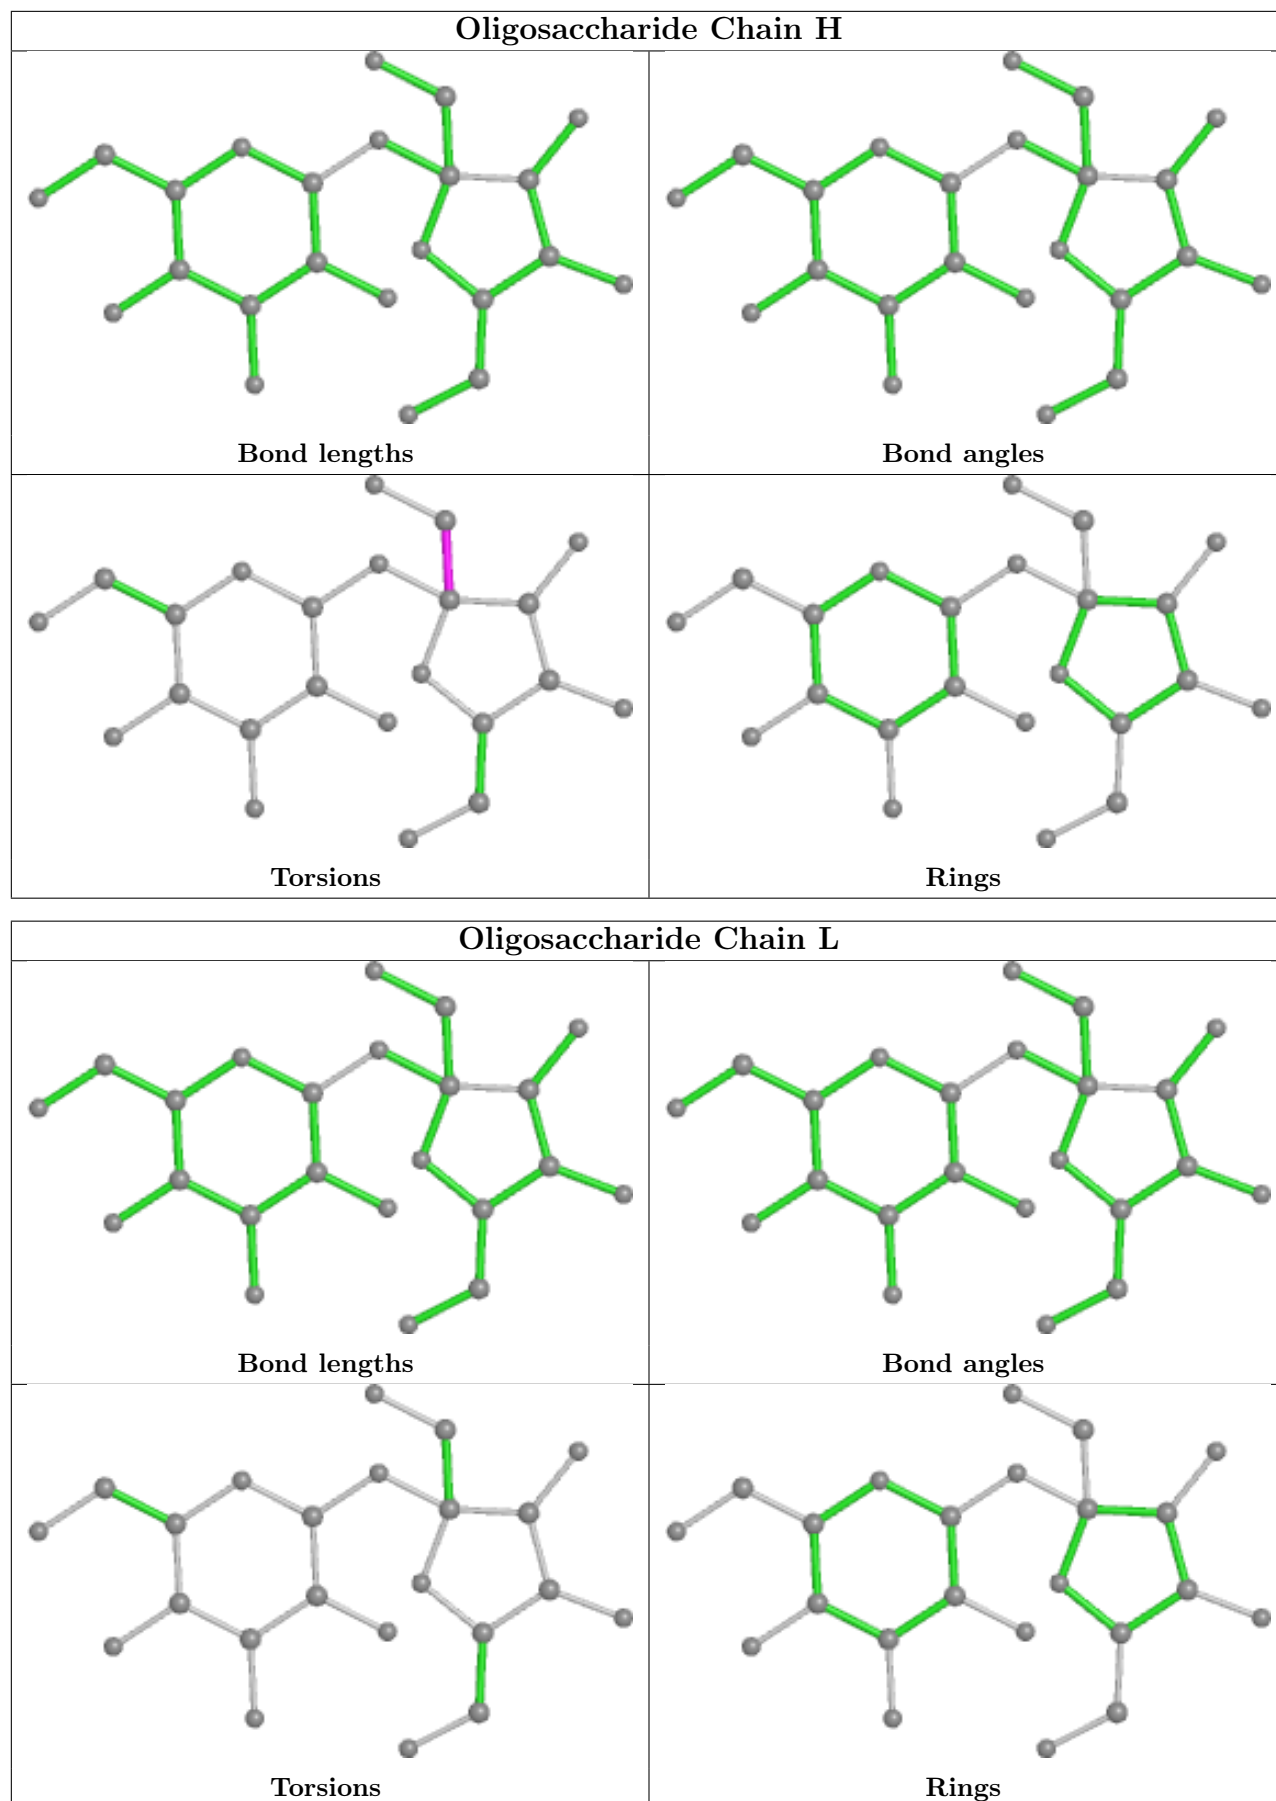 Oligosaccharide Chain H
Bond lengths
Bond angles
Torsions
Rings
Oligosaccharide Chain L
Bond lengths
Bond angles
Torsions
Rings